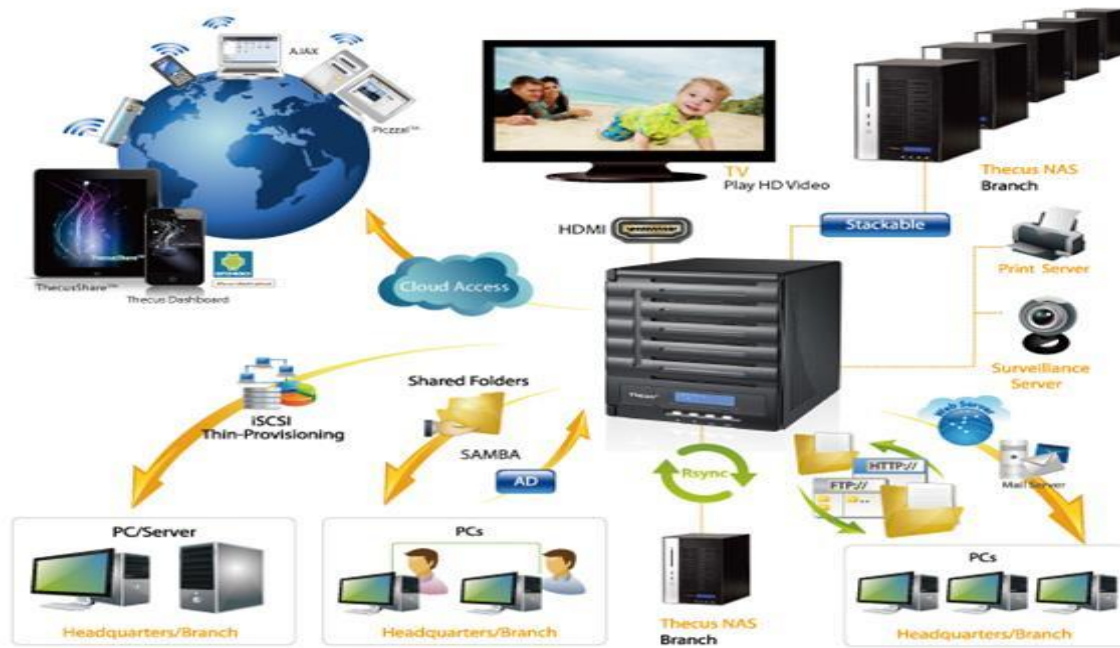 AJAX
Piczza!™
TV
Play HD Video
Thecus NAS
Branch
HDMI
Stackable
ThecusShare™
ThecusShare™
Thecus Dashboard
Cloud Access
Print Server
Surveillance
Server
Thecus
iSCSI
Thin-Provisioning
Shared Folders
SAMBA
AD
Rsync
Web Server
HTTP://
FTP://
Mail Server
PC/Server
Headquarters/Branch
PCs
Headquarters/Branch
Thecus NAS
Branch
PCs
Headquarters/Branch